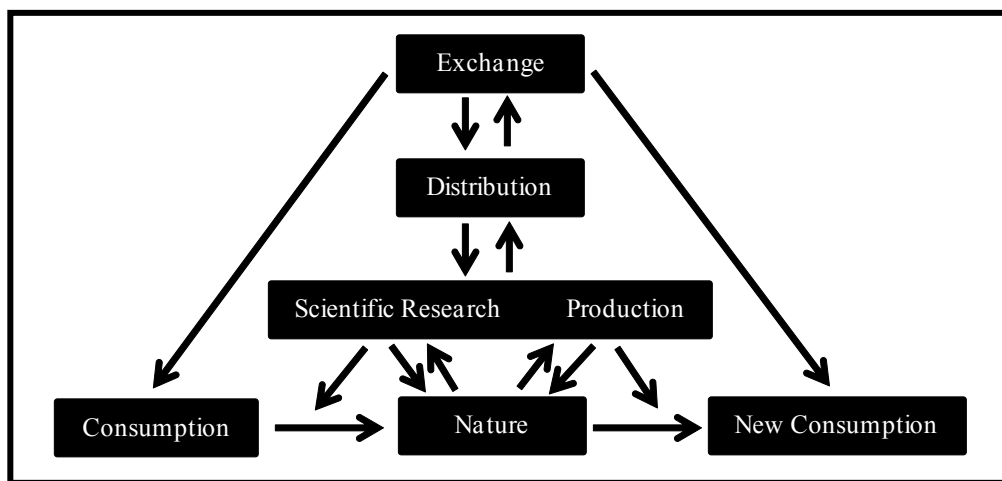 Exchange
Distribution
Scientific Research Production
Consumption Nature New Consumption